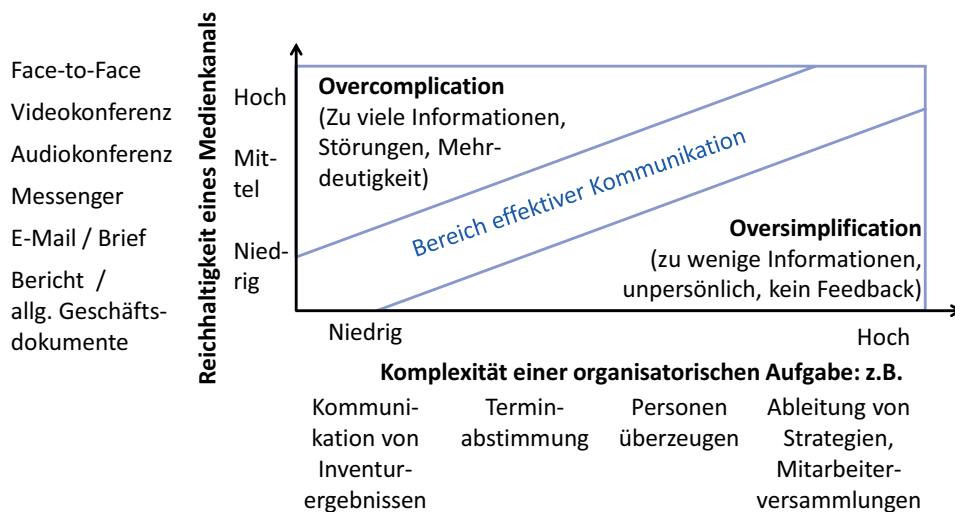 Reichhaltigkeit eines Medienkanals
Face-to-Face
Videokonferenz
Audiokonferenz
Messenger
E-Mail / Brief
Bericht /
allg. Geschäfts-
dokumente
Hoch
Mit-
tel
Nied-
rig
Overcomplication
(Zu viele Informationen,
Störungen, Mehr-
deutigkeit)
Bereich effektiver Kommunikation
Oversimplification
(zu wenige Informationen,
unpersönlich, kein Feedback)
Niedrig
Hoch
Komplexität einer organisatorischen Aufgabe: z.B.
Kommuni-
kation von
Inventur-
ergebnissen
Termin-
abstimmung
Personen
überzeugen
Ableitung von
Strategien,
Mitarbeiter-
versammlungen